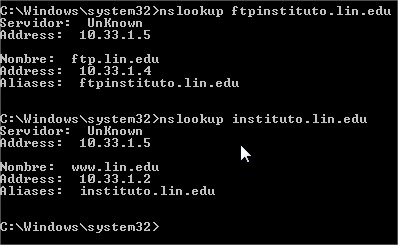 C:\Windows\system32>nslookup ftpinstituto.lin.edu
Servidor:  UnKnown
Address:  10.33.1.5
Nombre:  ftp.lin.edu
Address:  10.33.1.4
Aliases:  ftpinstituto.lin.edu
C:\Windows\system32>nslookup instituto.lin.edu
Servidor:  UnKnown
Address:  10.33.1.5
Nombre:  www.lin.edu
Address:  10.33.1.2
Aliases:  instituto.lin.edu
C:\Windows\system32>